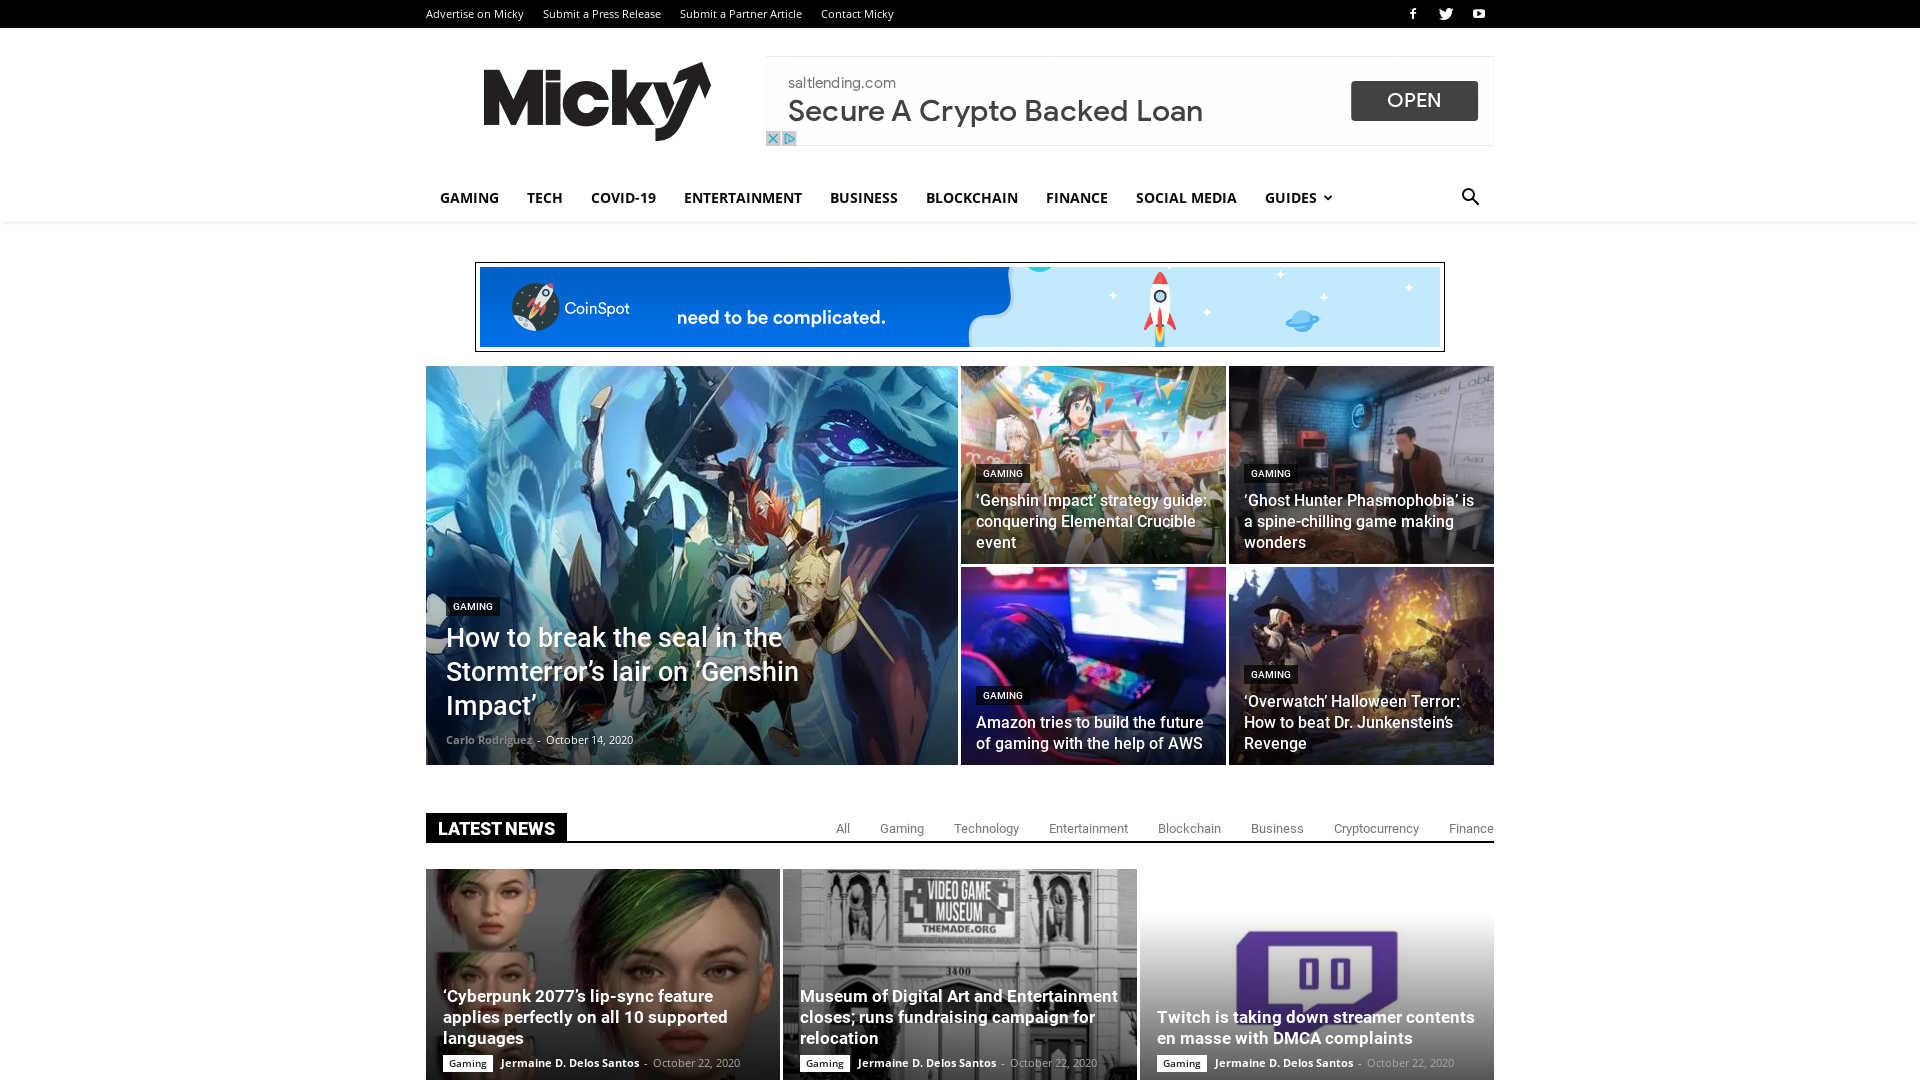 Advertise on Micky Submit a Press Release Submit a Partner Article Contact Micky
Micky
saltlending.com
Secure A Crypto Backed Loan
OPEN
GAMING TECH COVID-19 ENTERTAINMENT BUSINESS BLOCKCHAIN FINANCE SOCIAL MEDIA GUIDES
CoinSpot
need to be complicated.
GAMING
How to break the seal in the
Stormterror’s lair on ‘Genshin
Impact’
Carlo Rodriguez - October 14, 2020
GAMING
‘Genshin Impact’ strategy guide:
conquering Elemental Crucible
event
Server Lobby
Add
GAMING
‘Ghost Hunter Phasmophobia’ is
a spine-chilling game making
wonders
GAMING
Amazon tries to build the future
of gaming with the help of AWS
GAMING
‘Overwatch’ Halloween Terror:
How to beat Dr. Junkenstein’s
Revenge
LATEST NEWS
All Gaming Technology Entertainment Blockchain Business Cryptocurrency Finance
‘Cyberpunk 2077’s lip-sync feature
applies perfectly on all 10 supported
languages
Gaming Jermaine D. Delos Santos - October 22, 2020
VIDEO GAME
MUSEUM
THEMADE.ORG
3400
Museum of Digital Art and Entertainment
closes; runs fundraising campaign for
relocation
Gaming Jermaine D. Delos Santos - October 22, 2020
Twitch is taking down streamer contents
en masse with DMCA complaints
Gaming Jermaine D. Delos Santos - October 22, 2020